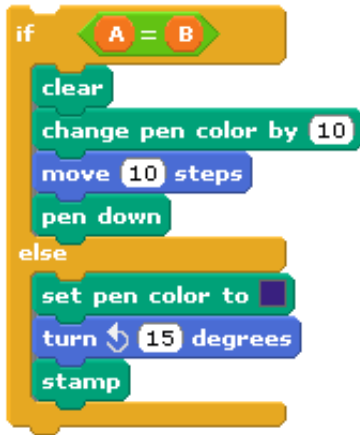 if A = B
clear
change pen color by 10
move 10 steps
pen down
else
set pen color to
turn 15 degrees
stamp